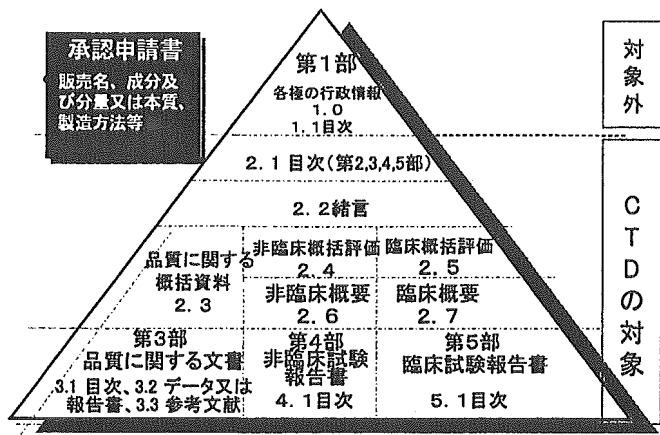 承認申請書
販売名、成分及
び分量又は本質、
製造方法等
第1部
各極の行政情報
1.0
1.1目次
対象外
2.1 目次(第2,3,4,5部)
2.2緒言
品質に関する
概括資料
2.3
非臨床概括評価
2.4
臨床概括評価
2.5
非臨床概要
2.6
臨床概要
2.7
第3部
品質に関する文書
3.1 目次、3.2 データ又は
報告書、3.3 参考文献
第4部
非臨床試験
報告書
4.1目次
第5部
臨床試験報告書
5.1目次
CTDの対象